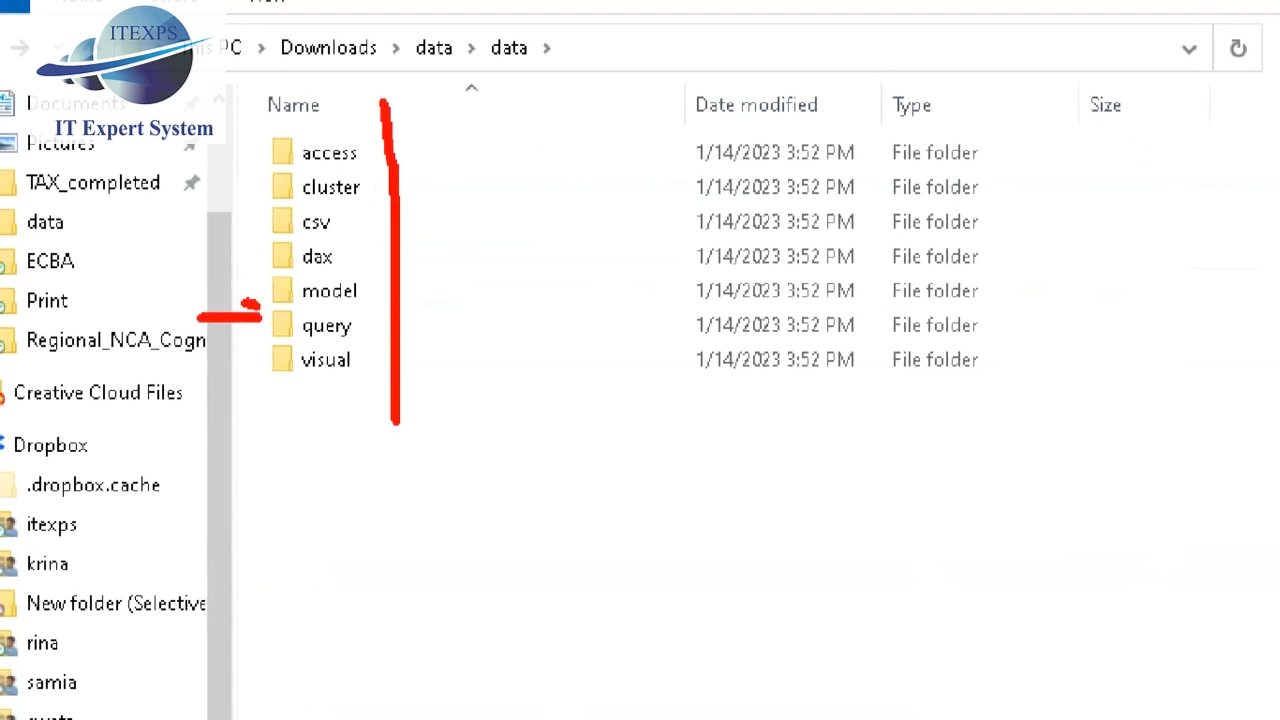 ITEXPS
IT Expert System
This PC > Downloads > data > data >
Name
Date modified
Type
Size
access 1/14/2023 3:52 PM File folder
cluster 1/14/2023 3:52 PM File folder
csv 1/14/2023 3:52 PM File folder
dax 1/14/2023 3:52 PM File folder
model 1/14/2023 3:52 PM File folder
query 1/14/2023 3:52 PM File folder
visual 1/14/2023 3:52 PM File folder
Documents
Pictures
TAX_completed
data
ECBA
Print
Regional_NCA_Cogn
Creative Cloud Files
Dropbox
.dropbox.cache
itexps
krina
New folder (Selective
rina
samia